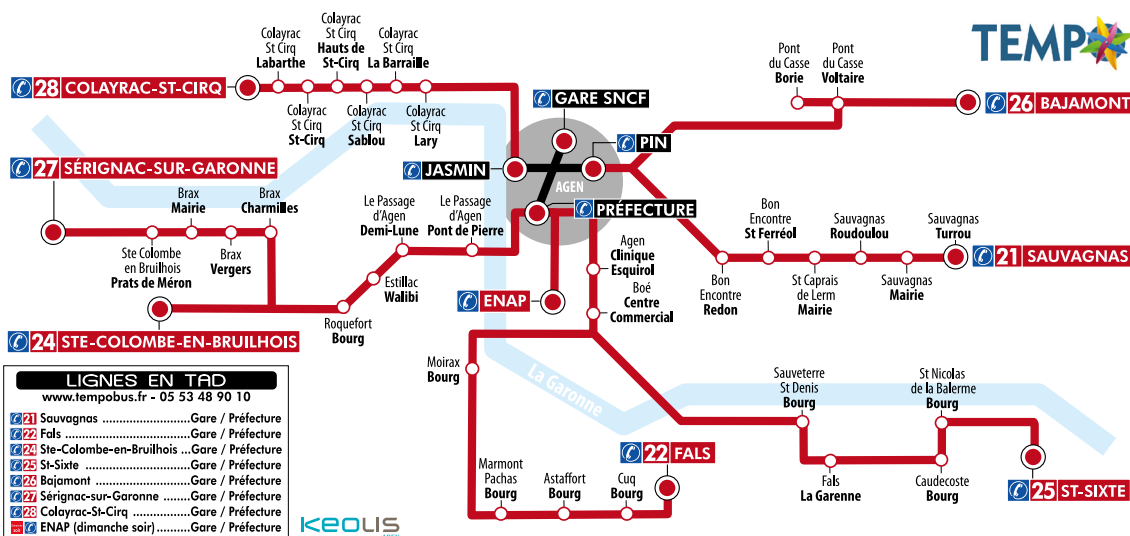 TEMPO
28 COLAYRAC-ST-CIRQ
Colayrac
St Cirq
Labarthe
Colayrac
St Cirq
St-Cirq
Colayrac
St Cirq
Hauts de
St-Cirq
Colayrac
St Cirq
Sablou
Colayrac
St Cirq
La Barraille
Colayrac
St Cirq
Lary
GARE SNCF
PIN
JASMIN
AGEN
PRÉFECTURE
Pont
du Casse
Borie
Pont
du Casse
Voltaire
26 BAJAMONT
27 SÉRIGNAC-SUR-GARONNE
Ste Colombe
en Bruilhois
Prats de Méron
Brax
Mairie
Brax
Vergers
Brax
Charmilles
Roquefort
Bourg
Estillac
Walibi
Le Passage
d'Agen
Demi-Lune
Le Passage
d'Agen
Pont de Pierre
24 STE-COLOMBE-EN-BRUILHOIS
ENAP
Agen
Clinique
Esquirol
Boé
Centre
Commercial
Bon
Encontre
Redon
Bon
Encontre
St Ferréol
St Caprais
de Lerm
Mairie
Sauvagnas
Roudoulou
Sauvagnas
Mairie
Sauvagnas
Turrou
21 SAUVAGNAS
La Garonne
Moirax
Bourg
Marmont
Pachas
Bourg
Astaffort
Bourg
Cuq
Bourg
22 FALS
Sauveterre
St Denis
Bourg
Fals
La Garenne
St Nicolas
de la Balerme
Bourg
Caudecoste
Bourg
25 ST-SIXTE
LIGNES EN TAD
www.tempobus.fr - 05 53 48 90 10
21 Sauvagnas ........................Gare / Préfecture
22 Fals ..................................Gare / Préfecture
24 Ste-Colombe-en-Bruilhois ...Gare / Préfecture
25 St-Sixte .............................Gare / Préfecture
26 Bajamont ..........................Gare / Préfecture
27 Sérignac-sur-Garonne ........Gare / Préfecture
28 Colayrac-St-Cirq ................Gare / Préfecture
ENAP (dimanche soir)..........Gare / Préfecture
KEOLIS